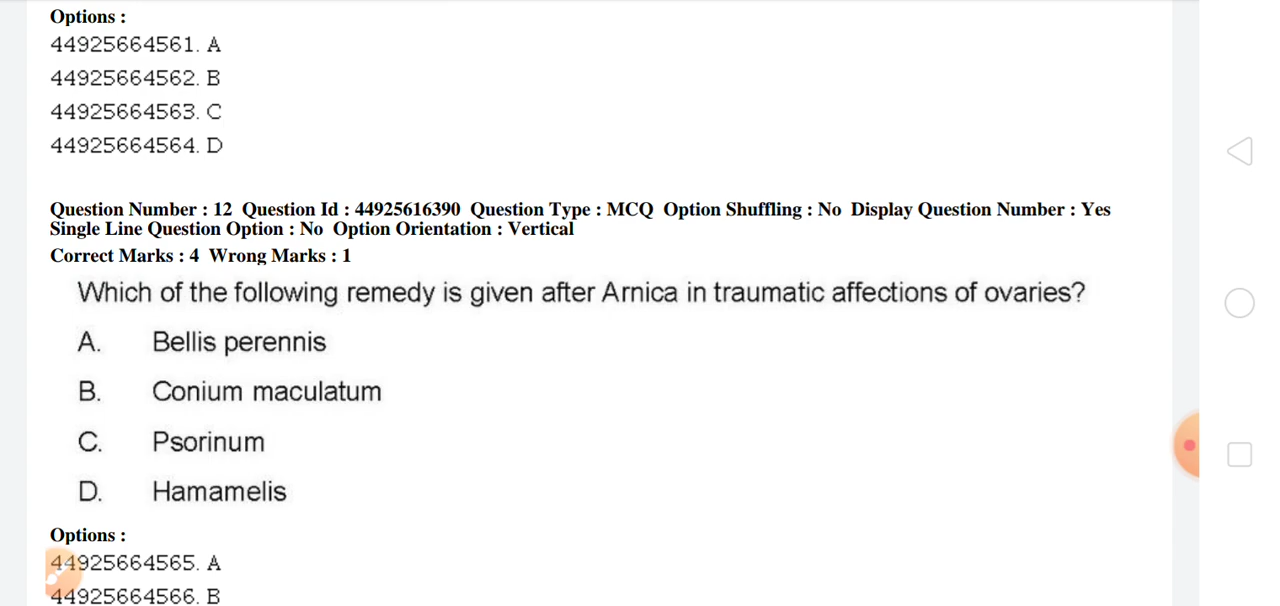 Options :
44925664561. A
44925664562. B
44925664563. C
44925664564. D
Question Number : 12 Question Id : 44925616390 Question Type : MCQ Option Shuffling : No Display Question Number : Yes
Single Line Question Option : No Option Orientation : Vertical
Correct Marks : 4 Wrong Marks : 1
Which of the following remedy is given after Arnica in traumatic affections of ovaries?
A. Bellis perennis
B. Conium maculatum
C. Psorinum
D. Hamamelis
Options :
44925664565. A
44925664566. B